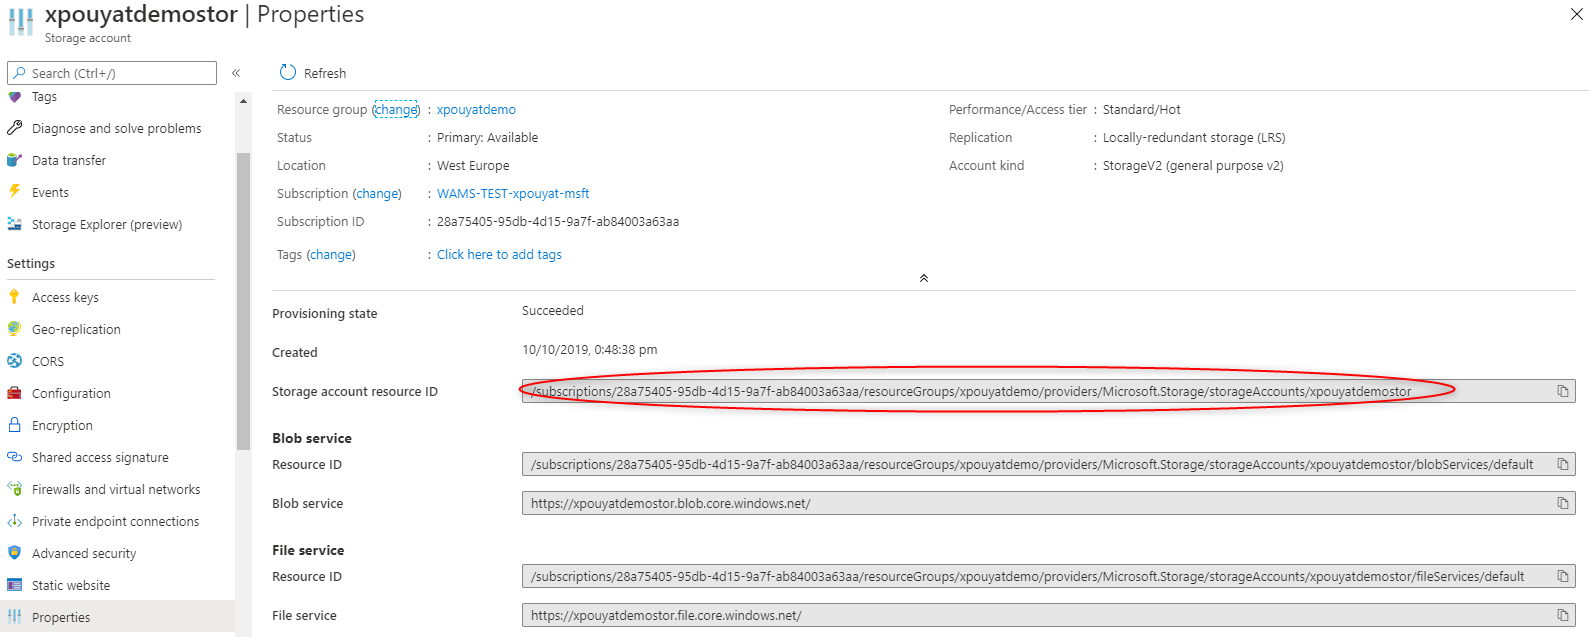 xpouyatdemostor | Properties
Storage account
Search (Ctrl+/)
«
Tags
Diagnose and solve problems
Data transfer
Events
Storage Explorer (preview)
Settings
Access keys
Geo-replication
CORS
Configuration
Encryption
Shared access signature
Firewalls and virtual networks
Private endpoint connections
Advanced security
Static website
Properties
Refresh
Resource group (change) : xpouyatdemo
Status : Primary: Available
Location : West Europe
Subscription (change) : WAMS-TEST-xpouyat-msft
Subscription ID : 28a75405-95db-4d15-9a7f-ab84003a63aa
Tags (change) : Click here to add tags
Performance/Access tier : Standard/Hot
Replication : Locally-redundant storage (LRS)
Account kind : StorageV2 (general purpose v2)
Provisioning state Succeeded
Created 10/10/2019, 0:48:38 pm
Storage account resource ID /subscriptions/28a75405-95db-4d15-9a7f-ab84003a63aa/resourceGroups/xpouyatdemo/providers/Microsoft.Storage/storageAccounts/xpouyatdemostor
Blob service
Resource ID /subscriptions/28a75405-95db-4d15-9a7f-ab84003a63aa/resourceGroups/xpouyatdemo/providers/Microsoft.Storage/storageAccounts/xpouyatdemostor/blobServices/default
Blob service https://xpouyatdemostor.blob.core.windows.net/
File service
Resource ID /subscriptions/28a75405-95db-4d15-9a7f-ab84003a63aa/resourceGroups/xpouyatdemo/providers/Microsoft.Storage/storageAccounts/xpouyatdemostor/fileServices/default
File service https://xpouyatdemostor.file.core.windows.net/